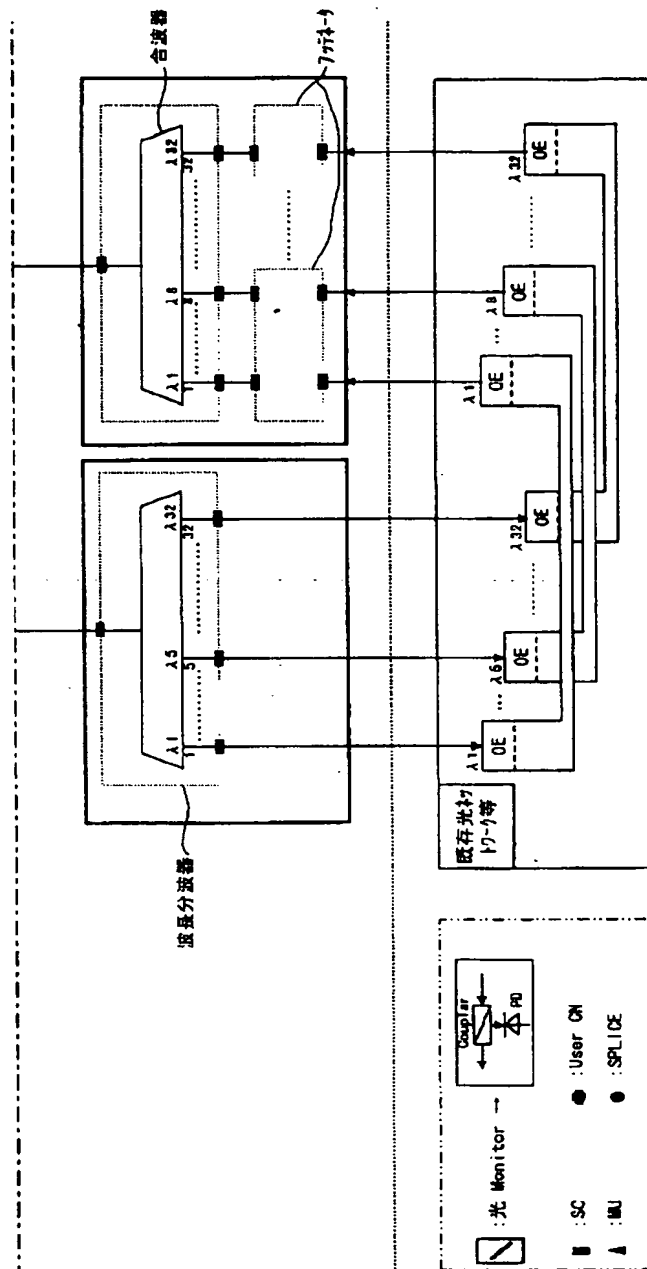 合波器
アッテネータ
λ1
1
λ8
8
λ32
32
波長分波器
λ1
1
λ5
5
λ32
32
λ1
OE
λ6
OE
λ32
OE
λ1
OE
λ8
OE
λ32
OE
既存光ネッ
トワーク等
:光 Monitor →
Coupler
PD
:SC
:User CN
:MU
:SPLICE